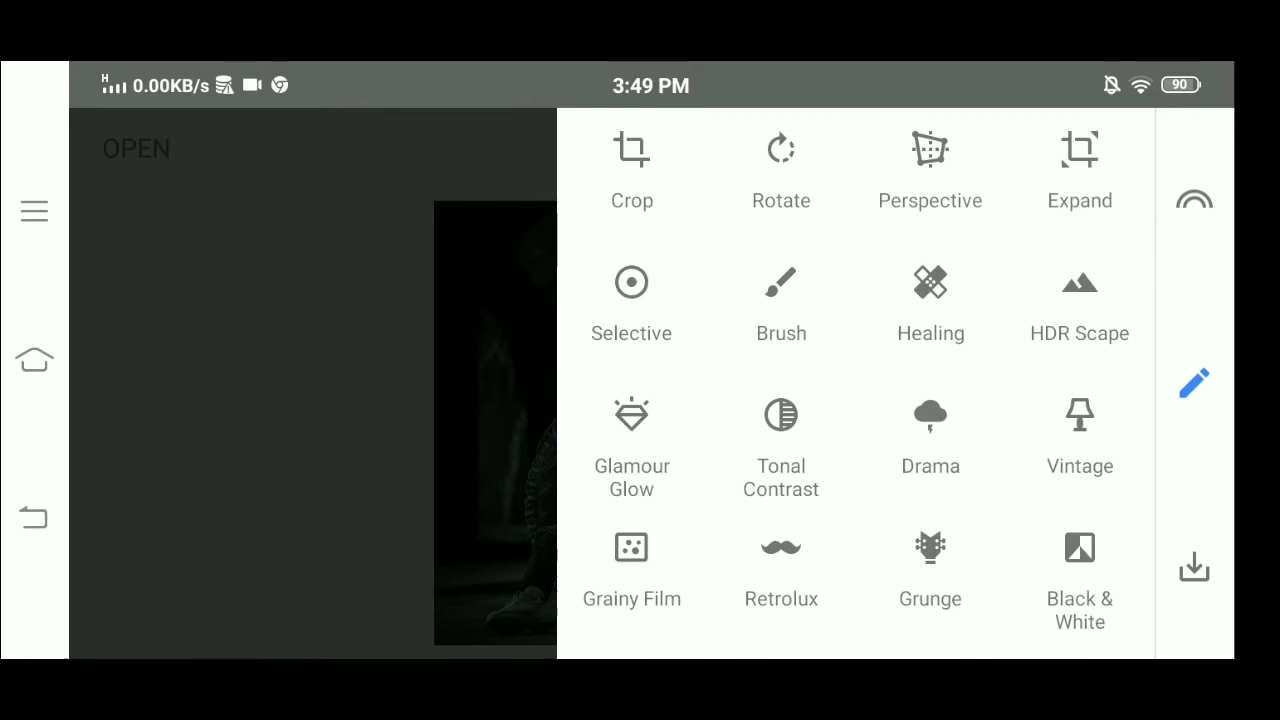 H 0.00KB/s 3:49 PM 90
OPEN
Crop Rotate Perspective Expand
Selective Brush Healing HDR Scape
Glamour Glow Tonal Contrast Drama Vintage
Grainy Film Retrolux Grunge Black & White